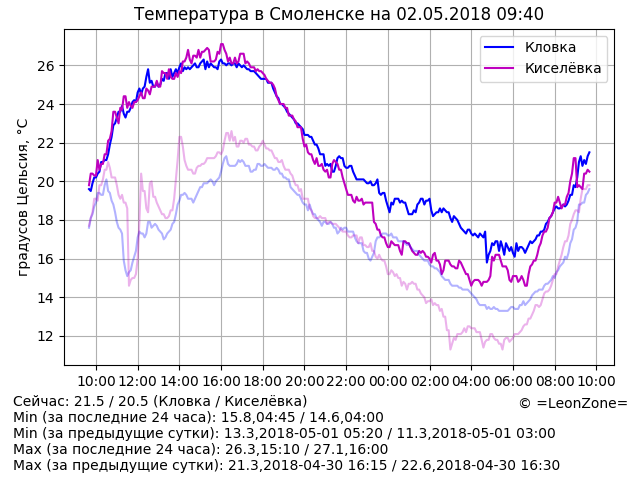 Температура в Смоленске на 02.05.2018 09:40
градусов Цельсия, °C
26
24
22
20
18
16
14
12
Кловка
Киселёвка
10:00 12:00 14:00 16:00 18:00 20:00 22:00 00:00 02:00 04:00 06:00 08:00 10:00
Сейчас: 21.5 / 20.5 (Кловка / Киселёвка)
© =LeonZone=
Min (за последние 24 часа): 15.8,04:45 / 14.6,04:00
Min (за предыдущие сутки): 13.3,2018-05-01 05:20 / 11.3,2018-05-01 03:00
Max (за последние 24 часа): 26.3,15:10 / 27.1,16:00
Max (за предыдущие сутки): 21.3,2018-04-30 16:15 / 22.6,2018-04-30 16:30